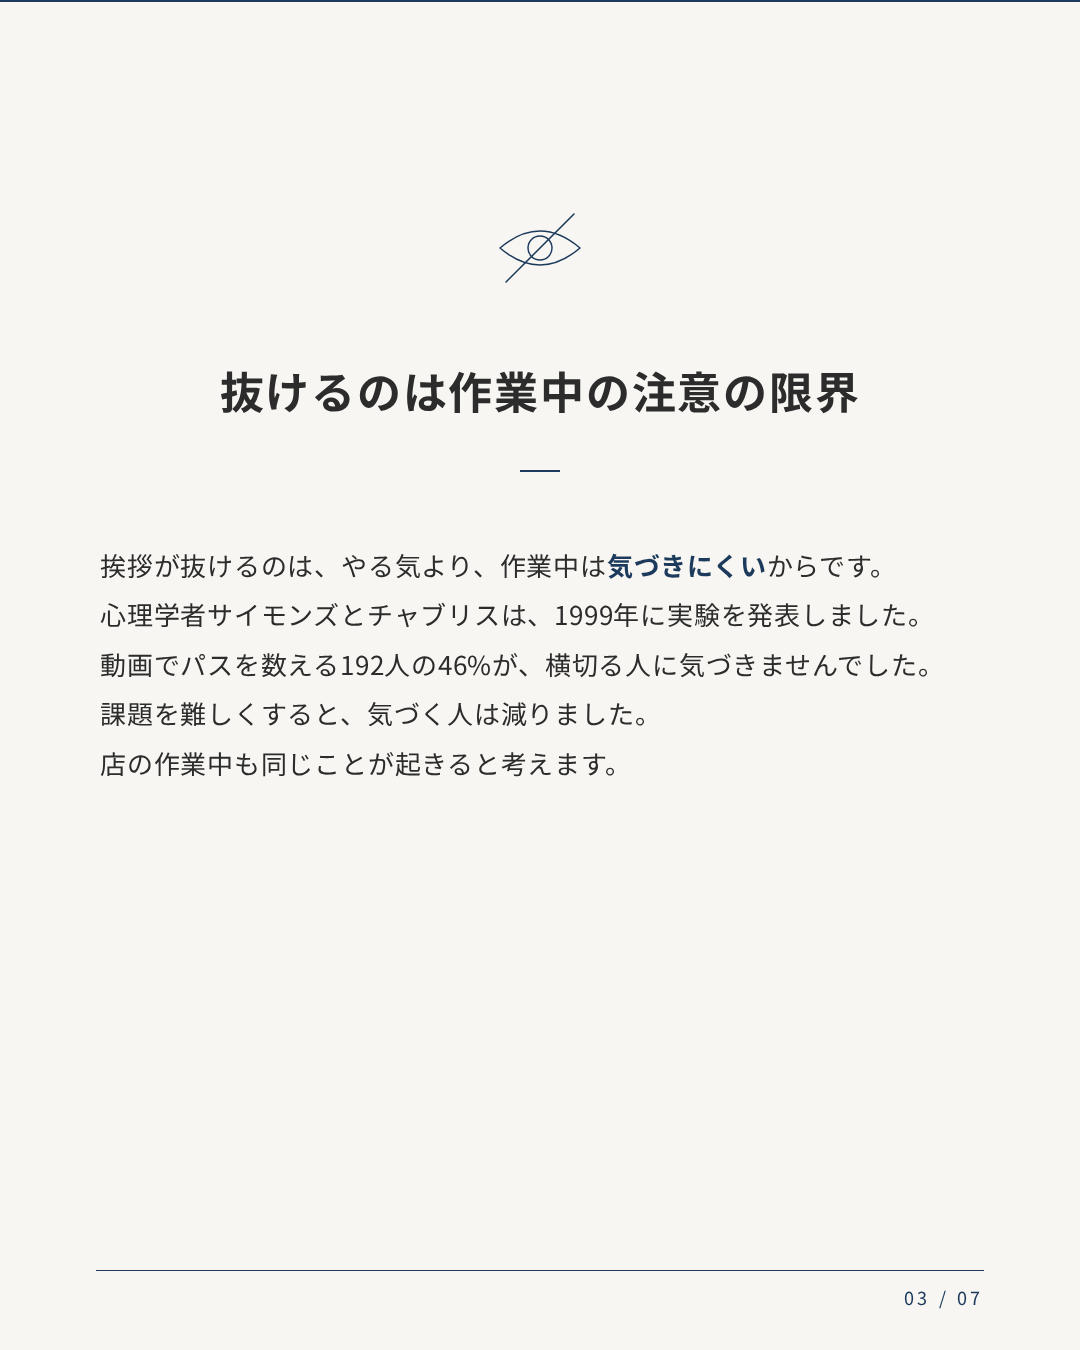 抜けるのは作業中の注意の限界
挨拶が抜けるのは、やる気より、作業中は気づきにくいからです。
心理学者サイモンズとチャブリスは、1999年に実験を発表しました。
動画でパスを数える192人の46%が、横切る人に気づきませんでした。
課題を難しくすると、気づく人は減りました。
店の作業中も同じことが起きると考えます。
03 / 07